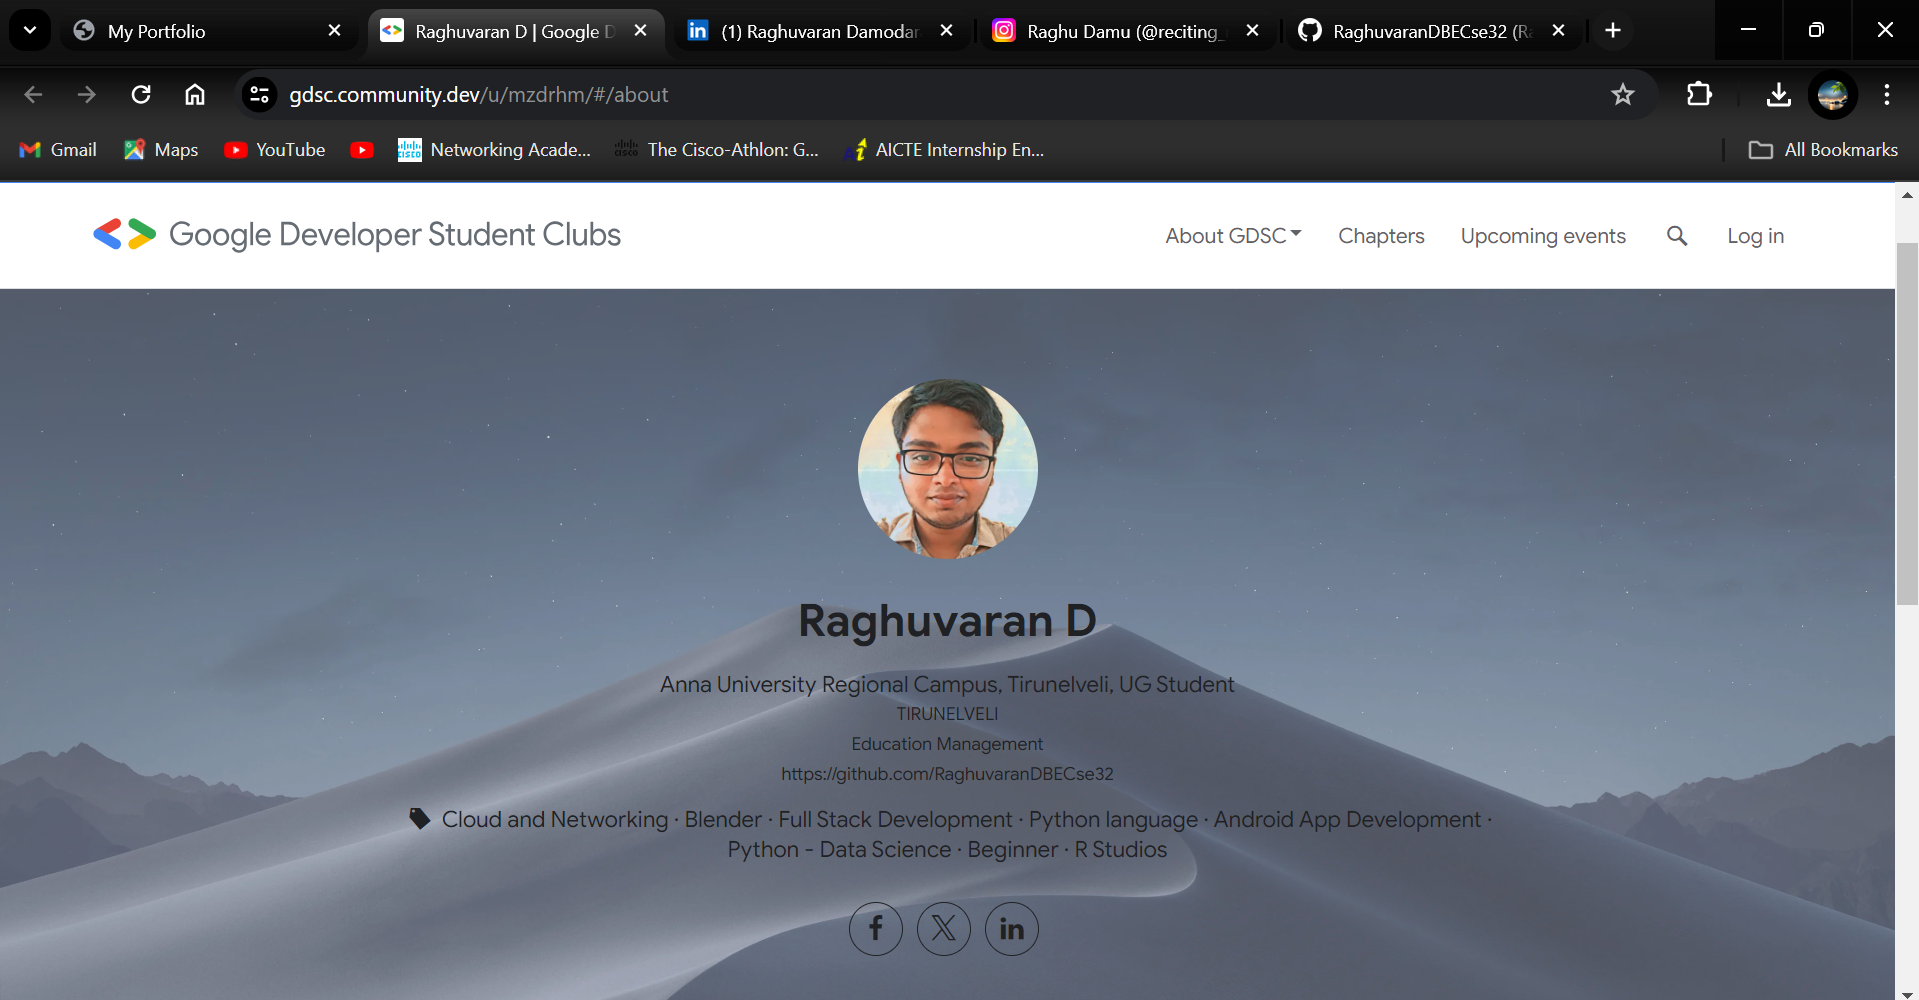 My Portfolio
Raghuvaran D | Google D
(1) Raghuvaran Damodar
Raghu Damu (@reciting_
RaghuvaranDBECse32 (Ra
gdsc.community.dev/u/mzdrhm/#/about
Gmail
Maps
YouTube
Networking Acade...
The Cisco-Athlon: G...
AICTE Internship En...
All Bookmarks
Google Developer Student Clubs
About GDSC
Chapters
Upcoming events
Log in
Raghuvaran D
Anna University Regional Campus, Tirunelveli, UG Student
TIRUNELVELI
Education Management
https://github.com/RaghuvaranDBECse32
Cloud and Networking · Blender · Full Stack Development · Python language · Android App Development ·
Python - Data Science · Beginner · R Studios